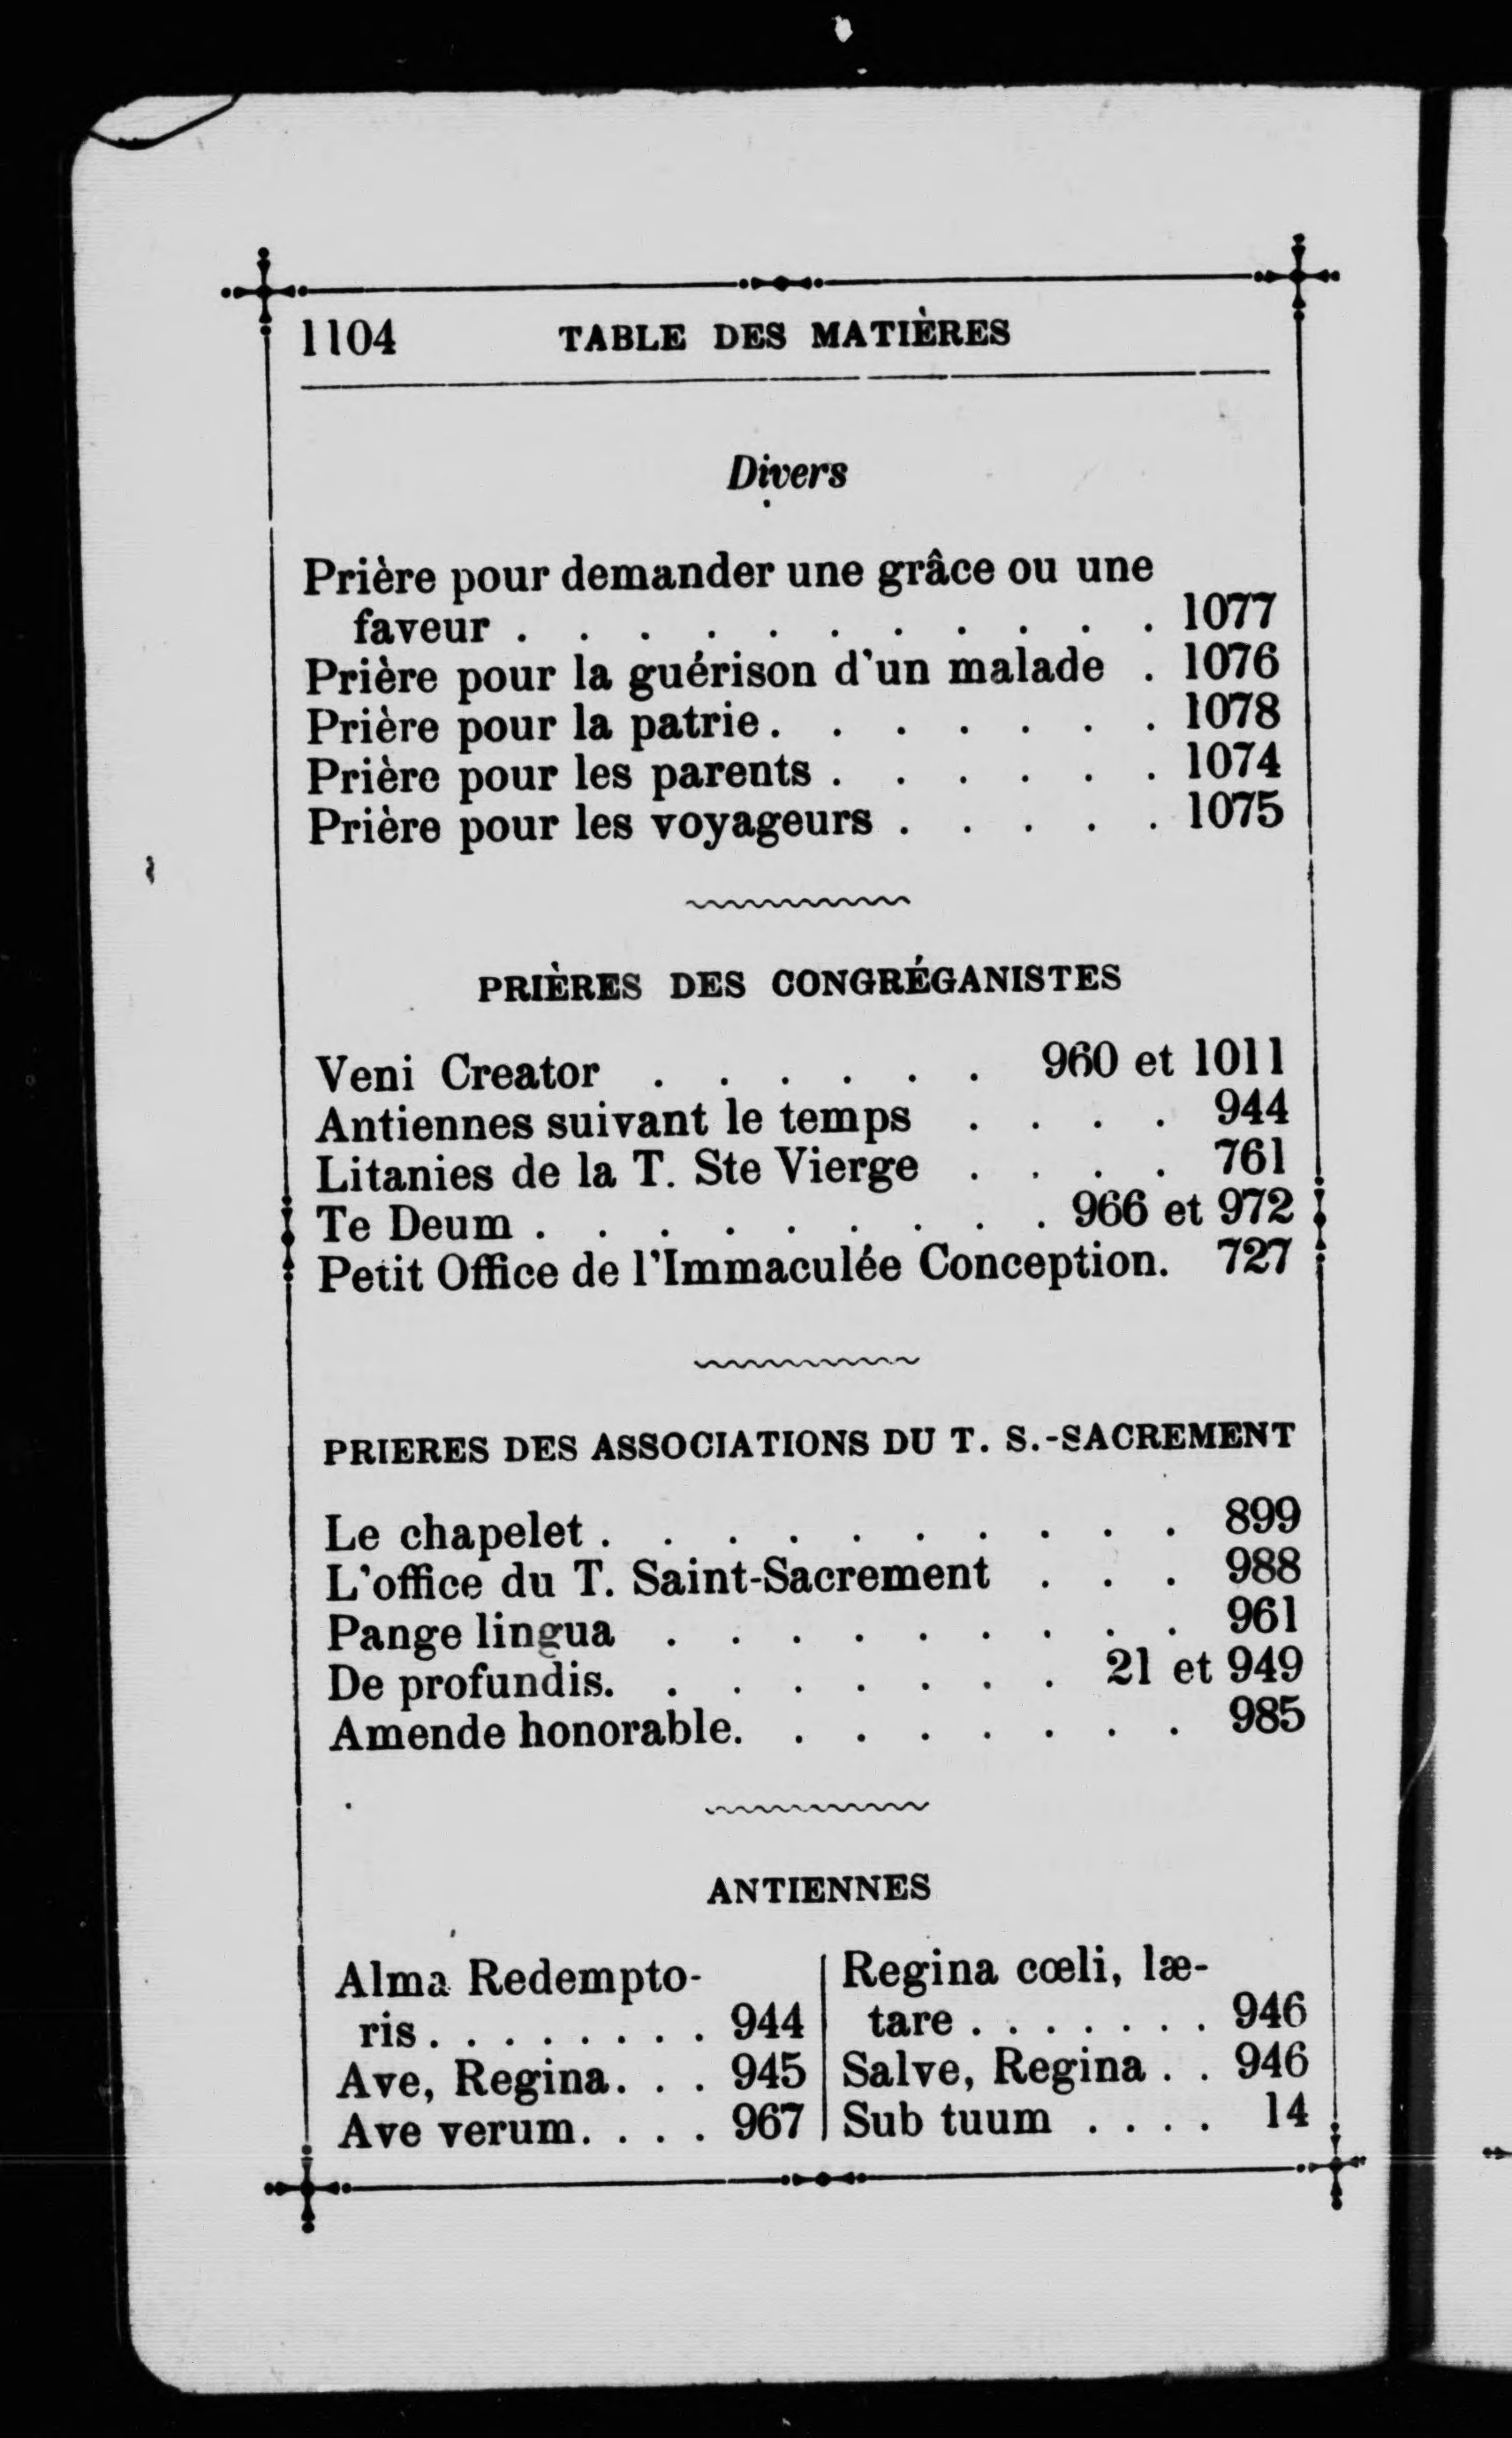 1104 TABLE DES MATIÈRES
Divers
Prière pour demander une grâce ou une
faveur . . . . . . . . . . . 1077
Prière pour la guérison d'un malade . 1076
Prière pour la patrie. . . . . . . 1078
Prière pour les parents . . . . . . 1074
Prière pour les voyageurs . . . . . 1075
PRIÈRES DES CONGRÉGANISTES
Veni Creator . . . . . . 960 et 1011
Antiennes suivant le temps . . . . 944
Litanies de la T. Ste Vierge . . . . 761
Te Deum . . . . . . . . . 966 et 972
Petit Office de l'Immaculée Conception. 727
PRIERES DES ASSOCIATIONS DU T. S.-SACREMENT
Le chapelet . . . . . . . . . . 899
L'office du T. Saint-Sacrement . . . 988
Pange lingua . . . . . . . . . 961
De profundis. . . . . . . . 21 et 949
Amende honorable. . . . . . . . 985
ANTIENNES
Alma Redempto-
ris. . . . . . . . . 944
Ave, Regina. . . 945
Ave verum. . . . 967
Regina cœli, læ-
tare . . . . . . . 946
Salve, Regina . . 946
Sub tuum . . . . 14